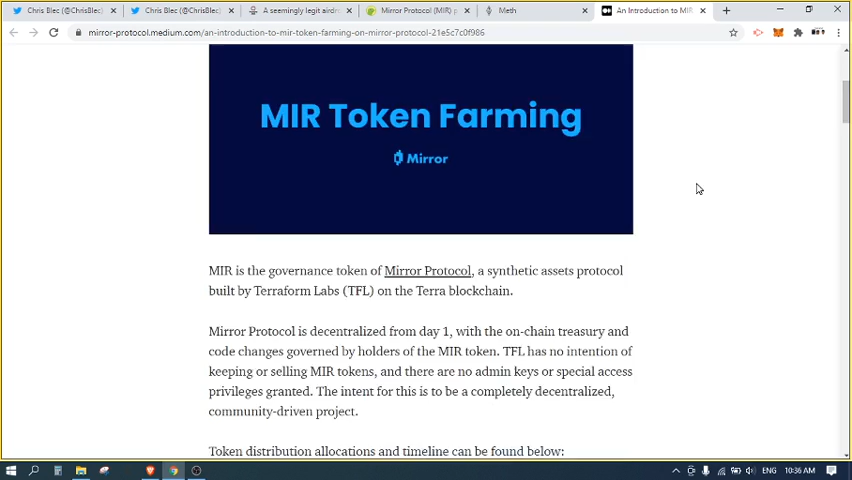 Chris Blec (@ChrisBlec)
Chris Blec (@ChrisBlec)
A seemingly legit airdr
Mirror Protocol (MIR) p
Meth
An Introduction to MIR
mirror-protocol.medium.com/an-introduction-to-mir-token-farming-on-mirror-protocol-21e5c7c0f986
MIR Token Farming
Mirror
MIR is the governance token of Mirror Protocol, a synthetic assets protocol
built by Terraform Labs (TFL) on the Terra blockchain.
Mirror Protocol is decentralized from day 1, with the on-chain treasury and
code changes governed by holders of the MIR token. TFL has no intention of
keeping or selling MIR tokens, and there are no admin keys or special access
privileges granted. The intent for this is to be a completely decentralized,
community-driven project.
Token distribution allocations and timeline can be found below:
ENG
10:36 AM